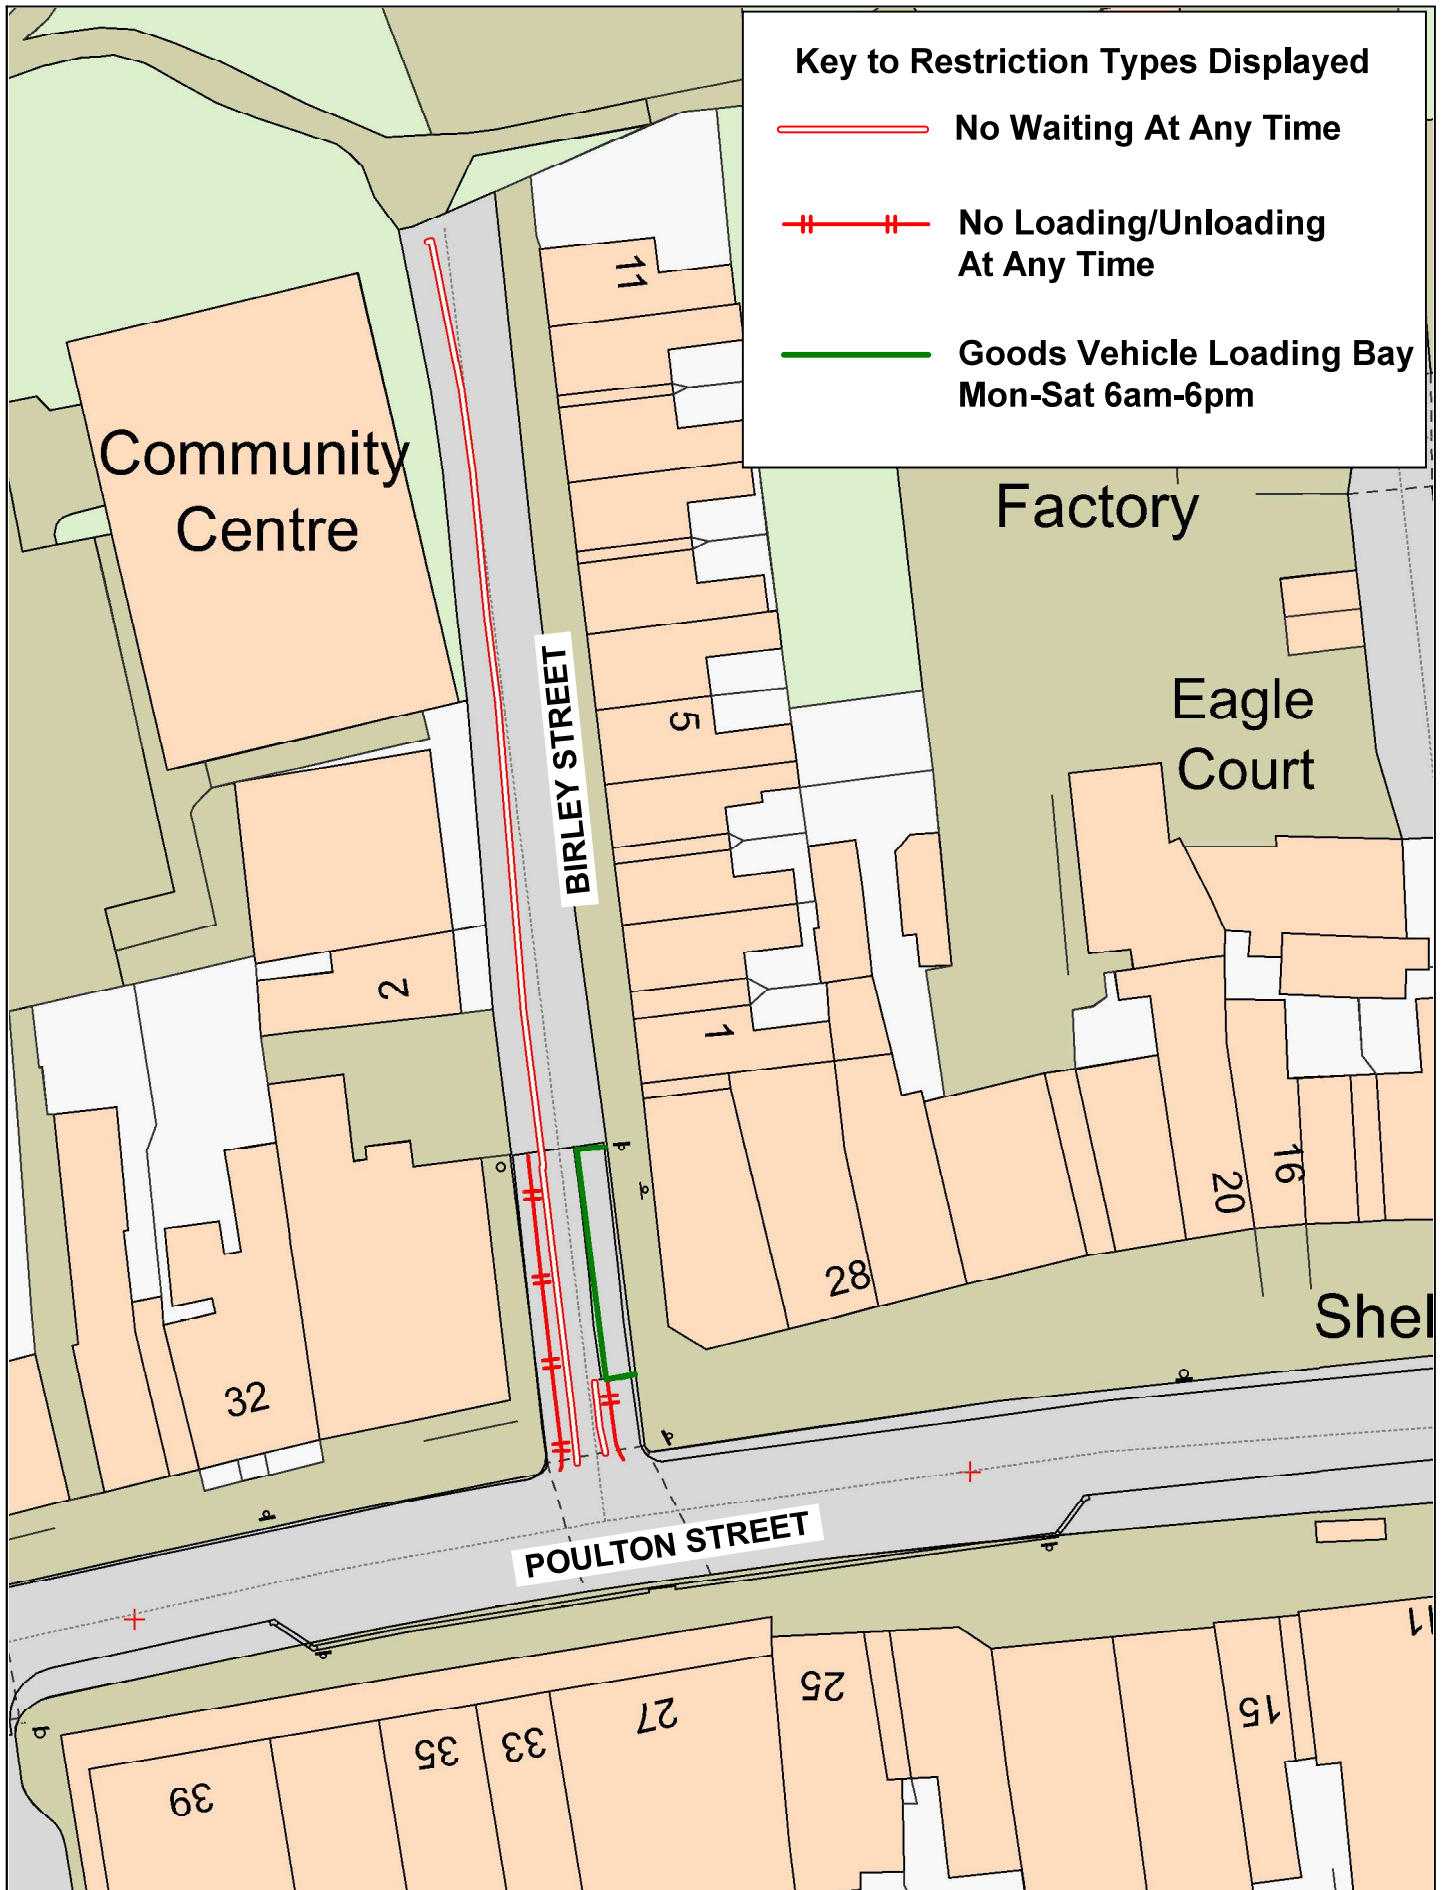 Key to Restriction Types Displayed
No Waiting At Any Time
No Loading/Unloading
At Any Time
Goods Vehicle Loading Bay
Mon-Sat 6am-6pm
11
Community
Centre
Factory
BIRLEY STREET
5
Eagle
Court
2
1
20
16
28
Shel
32
POULTON STREET
11
25
27
15
33
35
39